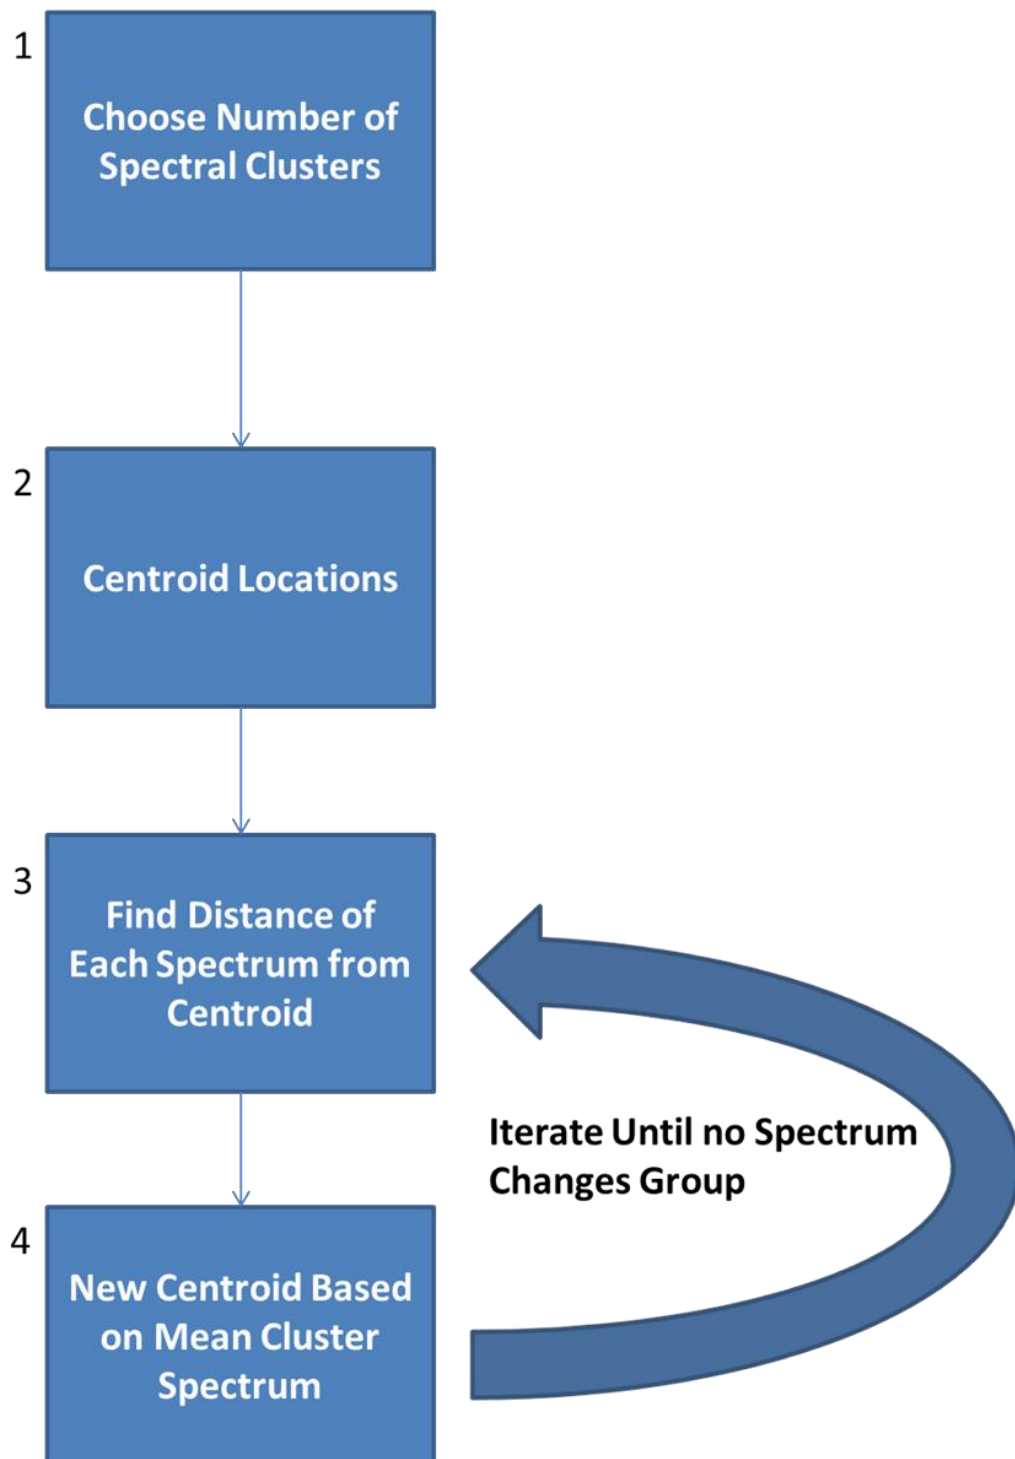 1
Choose Number of
Spectral Clusters
2
Centroid Locations
3
Find Distance of
Each Spectrum from
Centroid
Iterate Until no Spectrum
Changes Group
4
New Centroid Based
on Mean Cluster
Spectrum